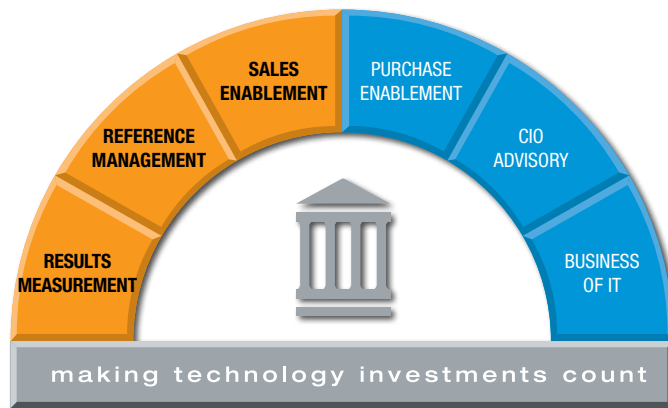 SALES
ENABLEMENT
PURCHASE
ENABLEMENT
REFERENCE
MANAGEMENT
CIO
ADVISORY
RESULTS
MEASUREMENT
BUSINESS
OF IT
making technology investments count